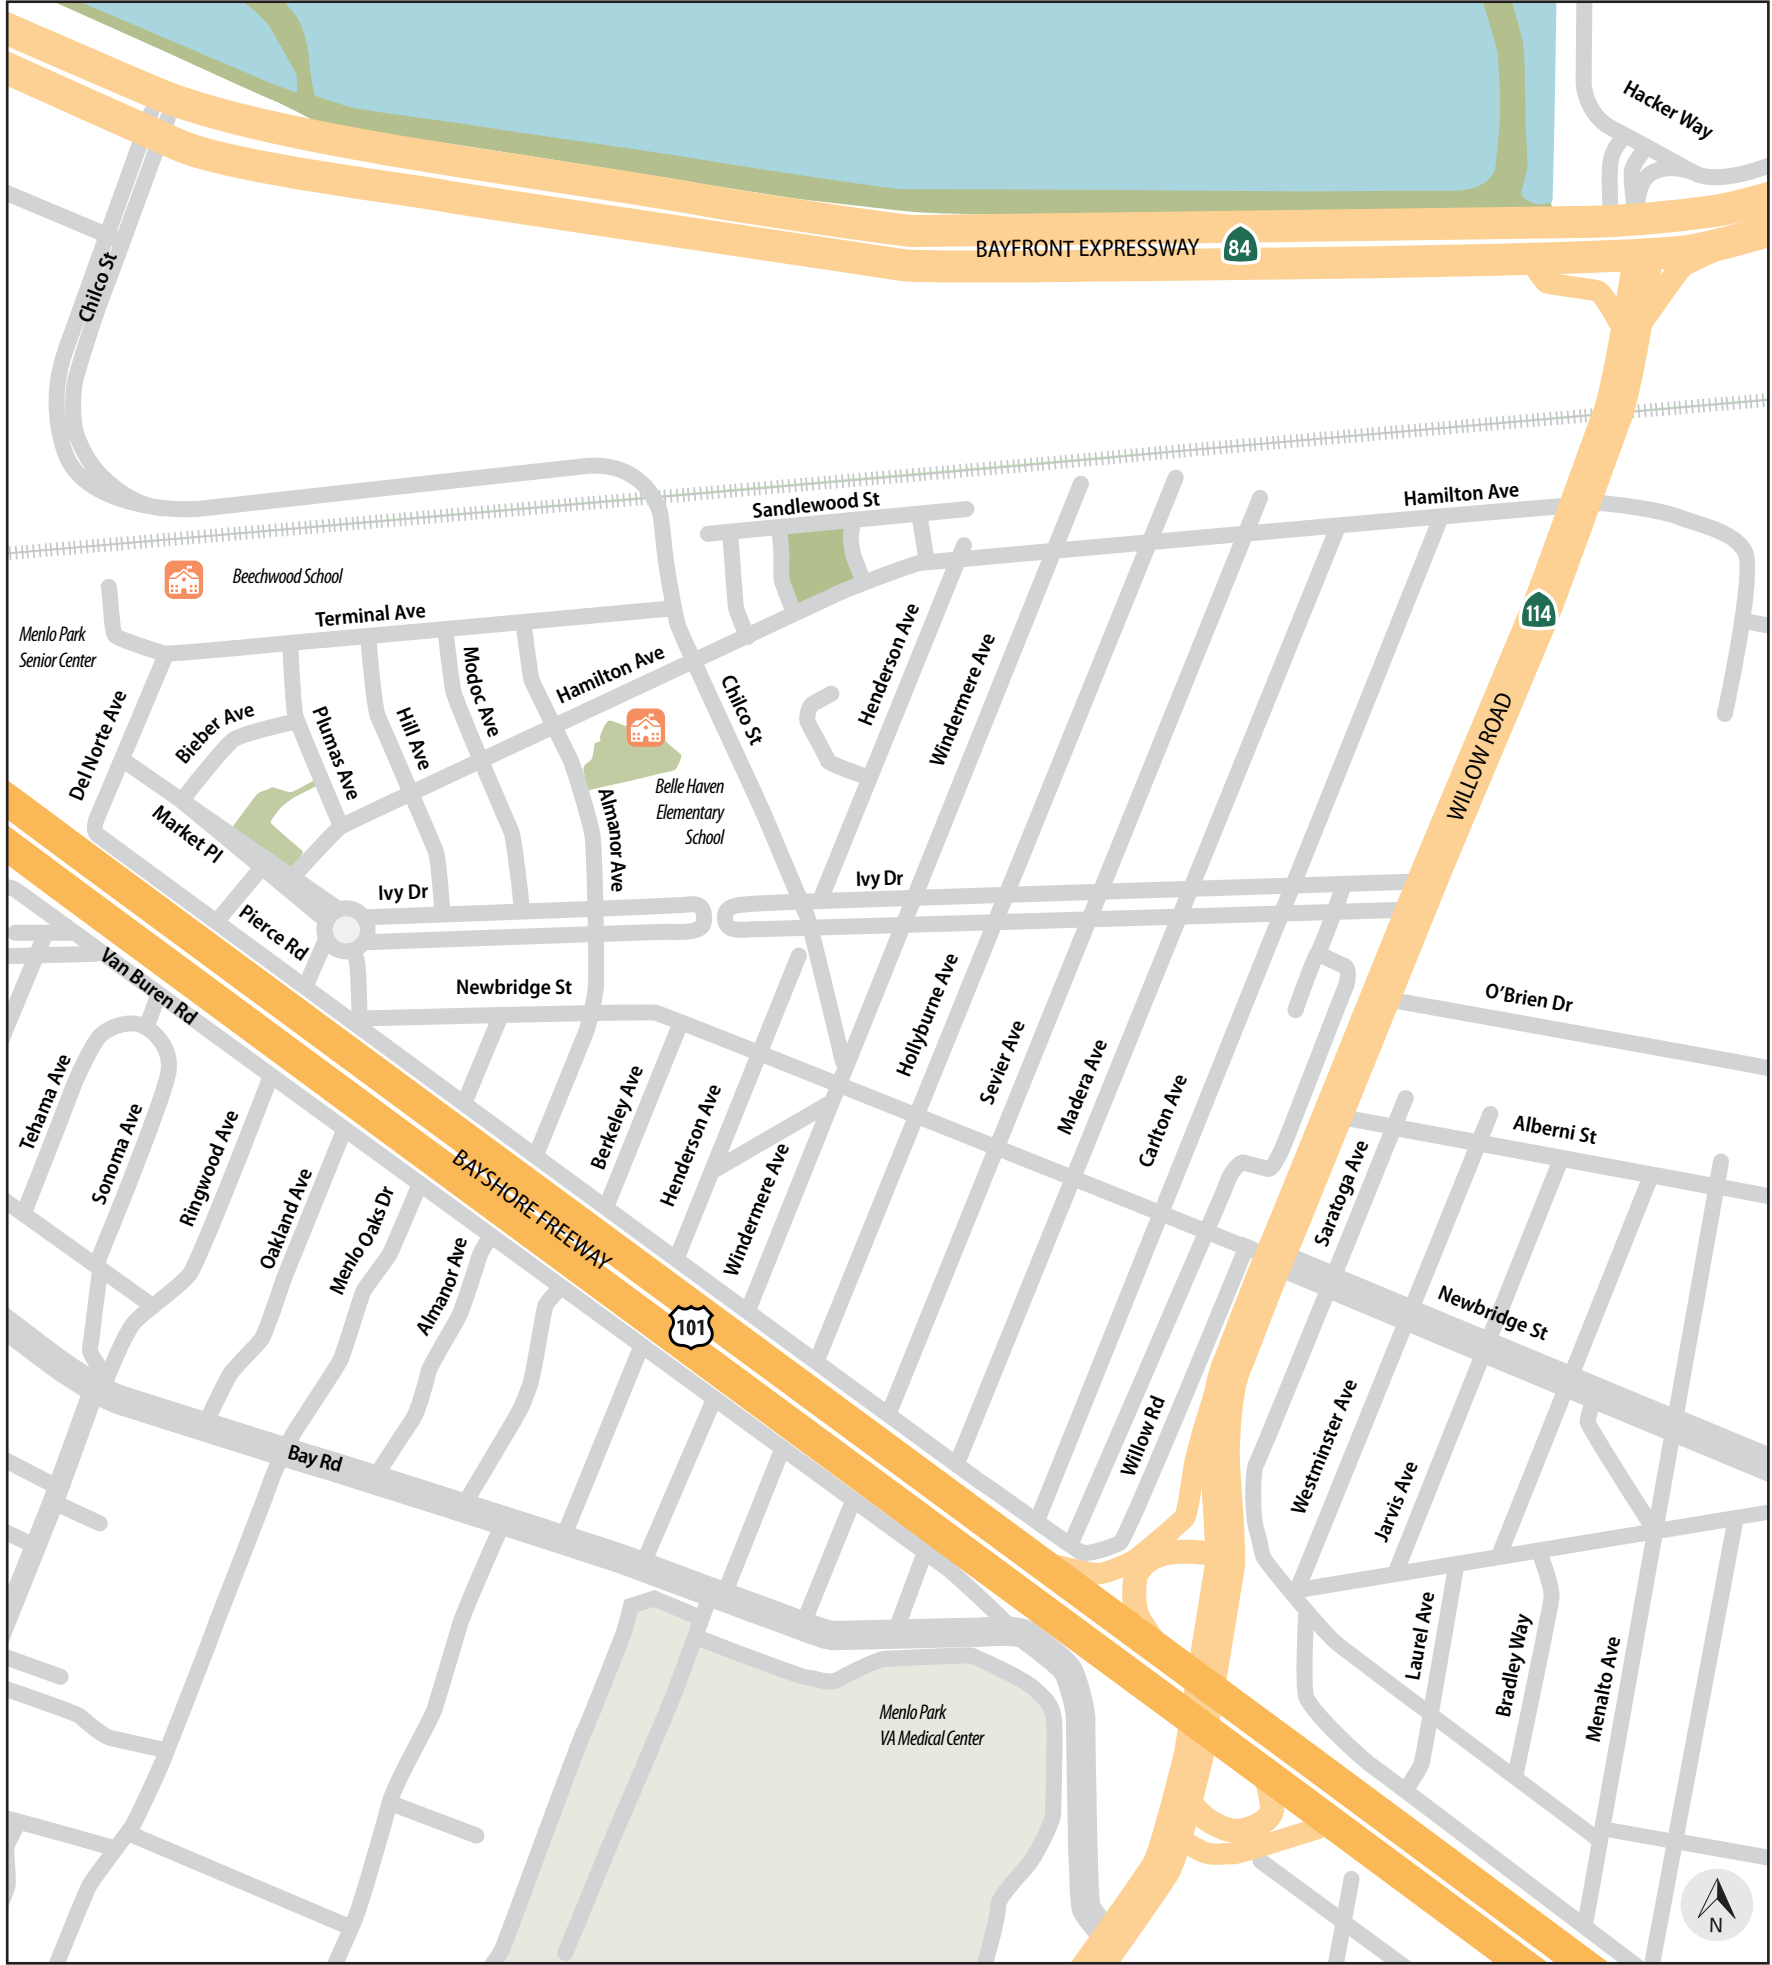 Hacker Way
BAYFRONT EXPRESSWAY
84
Chilco St
Sandlewood St
Hamilton Ave
Beechwood School
Terminal Ave
114
Menlo Park
Senior Center
Hamilton Ave
Henderson Ave
Windermere Ave
Modoc Ave
Chilco St
Del Norte Ave
Bieber Ave
Plumas Ave
Hill Ave
WILLOW ROAD
Belle Haven
Elementary
School
Almanor Ave
Market Pl
Ivy Dr
Ivy Dr
Pierce Rd
Newbridge St
Van Buren Rd
O'Brien Dr
Hollyburne Ave
Sevier Ave
Madera Ave
Carlton Ave
Tehama Ave
Sonoma Ave
Ringwood Ave
Berkeley Ave
Henderson Ave
Alberni St
Saratoga Ave
Oakland Ave
Menlo Oaks Dr
Almanor Ave
BAYSHORE FREEWAY
Windermere Ave
101
Newbridge St
Bay Rd
Willow Rd
Westminster Ave
Jarvis Ave
Laurel Ave
Bradley Way
Menalto Ave
Menlo Park
VA Medical Center
N